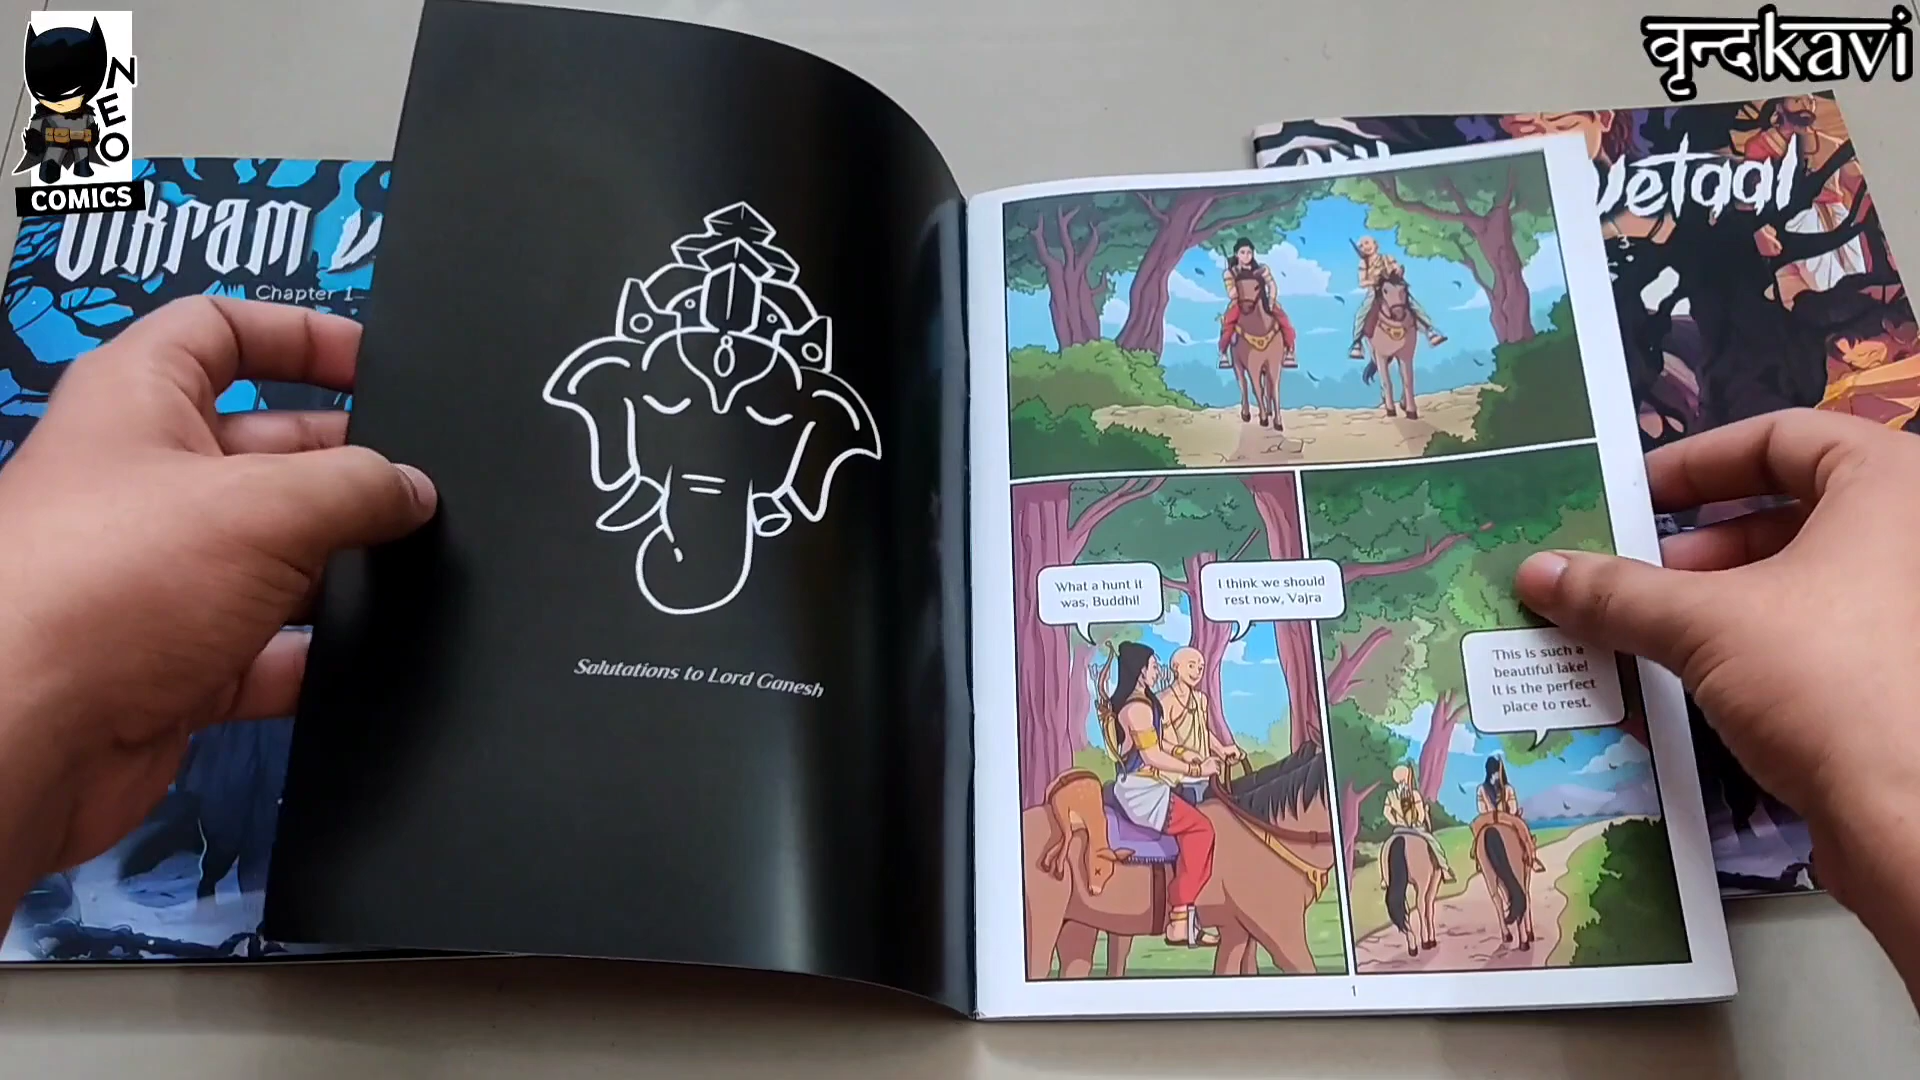 NEO
COMICS
वृन्दkavi
Vikram
Chapter 1
vetaal
3
Salutations to Lord Ganesh
What a hunt it
was, Buddhi!
I think we should
rest now, Vajra
This is such a
beautiful lake!
It is the perfect
place to rest.
1